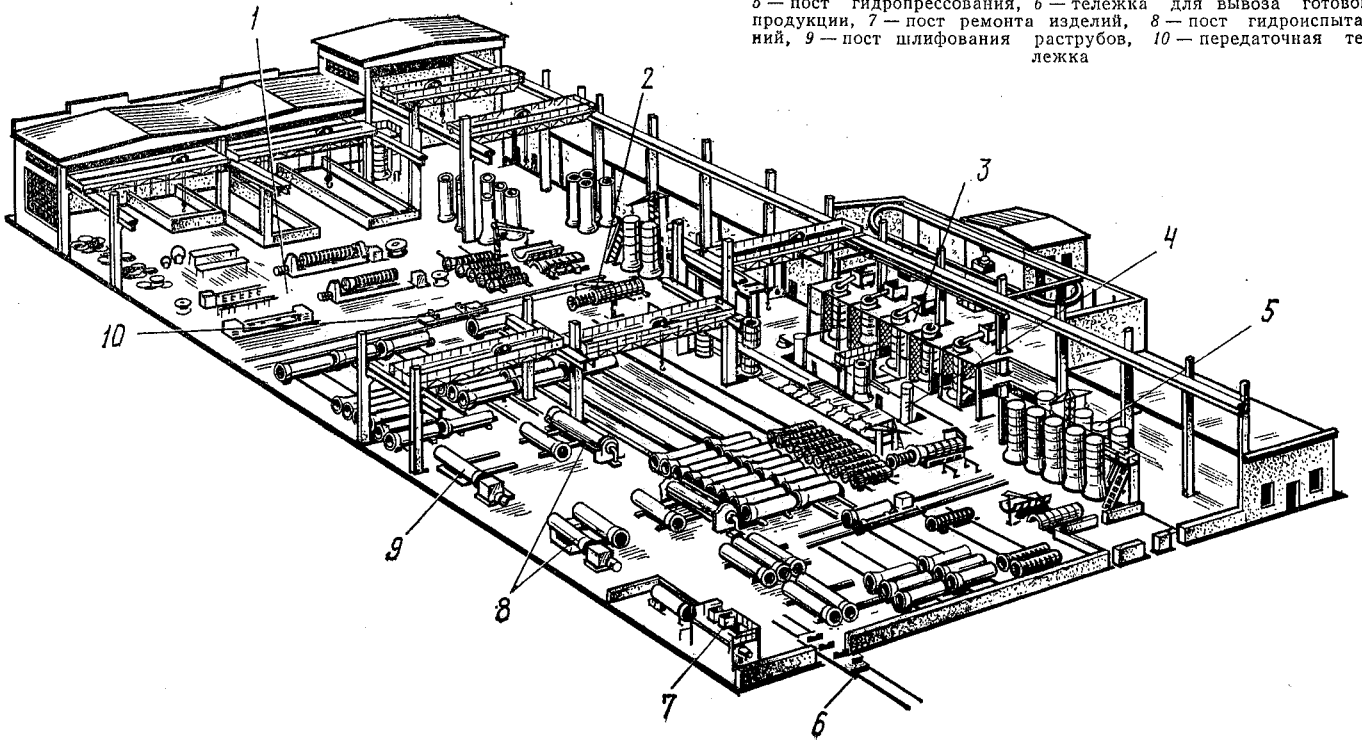 5 — пост гидропрессования, 6 — тележка для вывоза готово
продукции, 7 — пост ремонта изделий, 8 — пост гидроиспыта-
ний, 9 — пост шлифования раструбов, 10 — передаточная те-
лежка
1
2
3
4
5
10
9
8
7
6